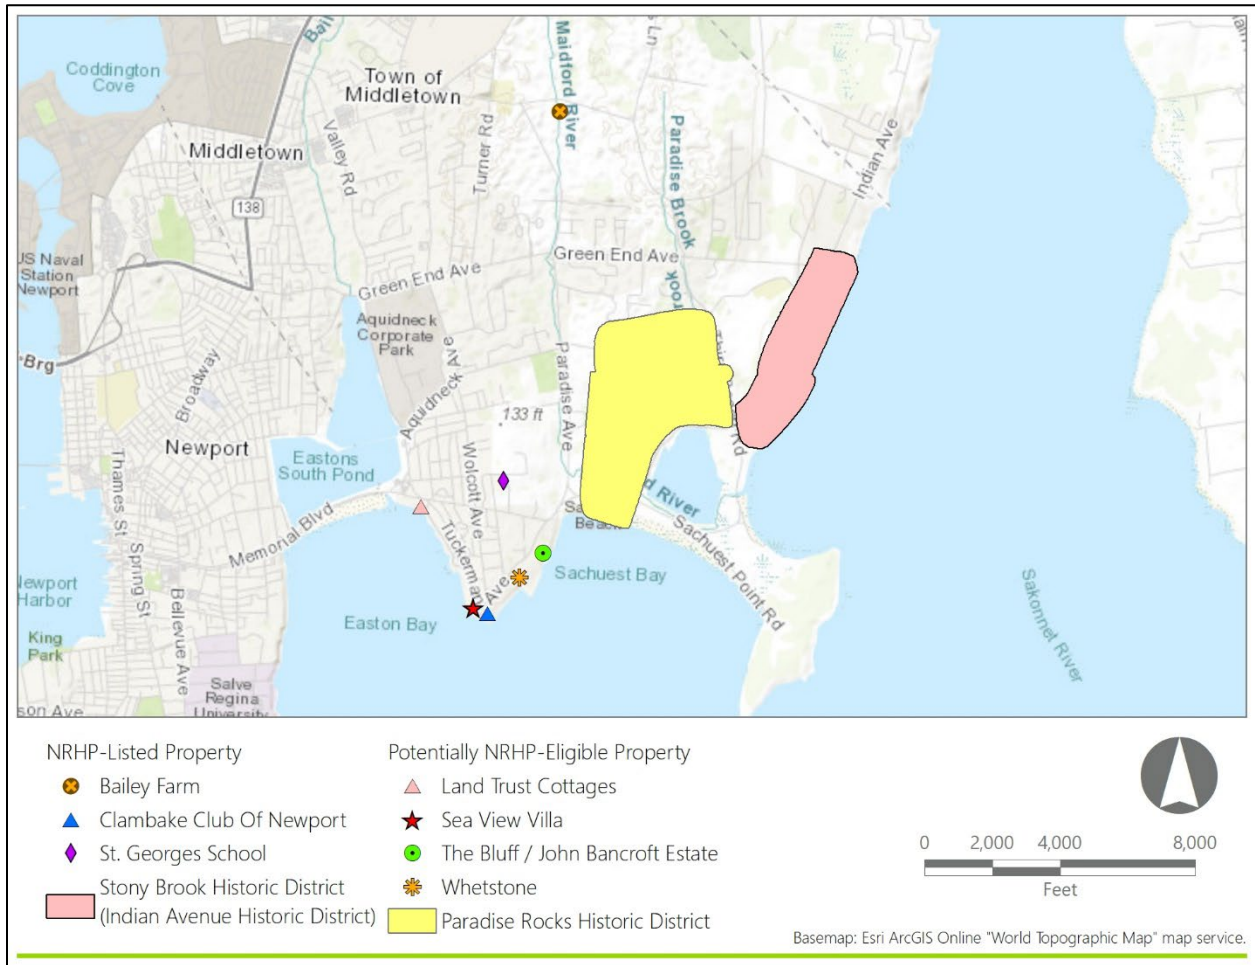 Coddington
Cove
Town of
Middletown
Maidford River
Ln
Indian Ave
Paradise Brook
Turner Rd
Valley Rd
Middletown
138
US Naval
Station
Newport
Green End Ave
Green End Ave
Aquidneck
Corporate
Park
Aquidneck Ave
Paradise Ave
Broadway
133 ft
Newport
Eastons
South Pond
Wolcott Ave
Rd
River
Thames St
Spring St
Memorial Blvd
Tuckerman
Ave
Beach
Sachuest Point Rd
Sachuest Bay
Newport
Harbor
Bellevue Ave
Easton Bay
Sakonnet River
King
Park
Salve
Regina
University
son Ave
NRHP-Listed Property
Bailey Farm
Clambake Club Of Newport
St. Georges School
Stony Brook Historic District
(Indian Avenue Historic District)
Potentially NRHP-Eligible Property
Land Trust Cottages
Sea View Villa
The Bluff / John Bancroft Estate
Whetstone
Paradise Rocks Historic District
0 2,000 4,000 8,000
Feet
Basemap: Esri ArcGIS Online "World Topographic Map" map service.